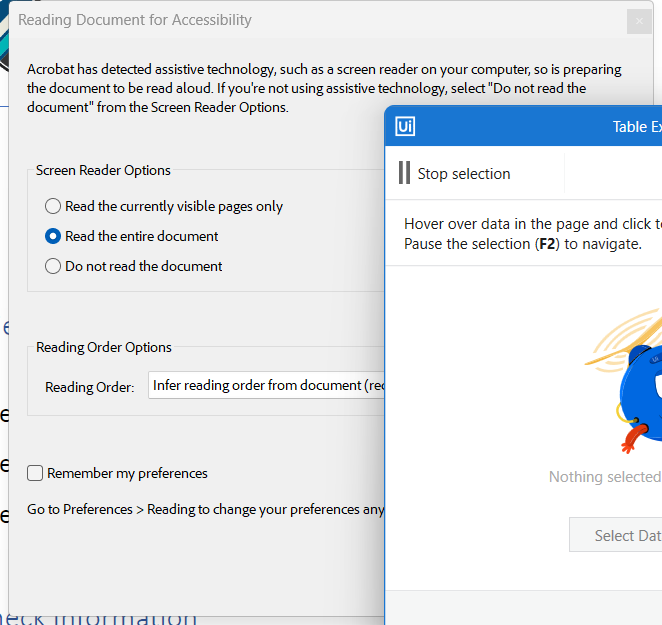 Reading Document for Accessibility
Acrobat has detected assistive technology, such as a screen reader on your computer, so is preparing
the document to be read aloud. If you're not using assistive technology, select "Do not read the
document" from the Screen Reader Options.
Screen Reader Options
Read the currently visible pages only
Read the entire document
Do not read the document
Reading Order Options
Reading Order:
Infer reading order from document (rec
Remember my preferences
Go to Preferences > Reading to change your preferences any
Ui
Table Ex
Stop selection
Hover over data in the page and click to
Pause the selection (F2) to navigate.
Nothing selected
Select Dat
e
e
e
e
heck Information